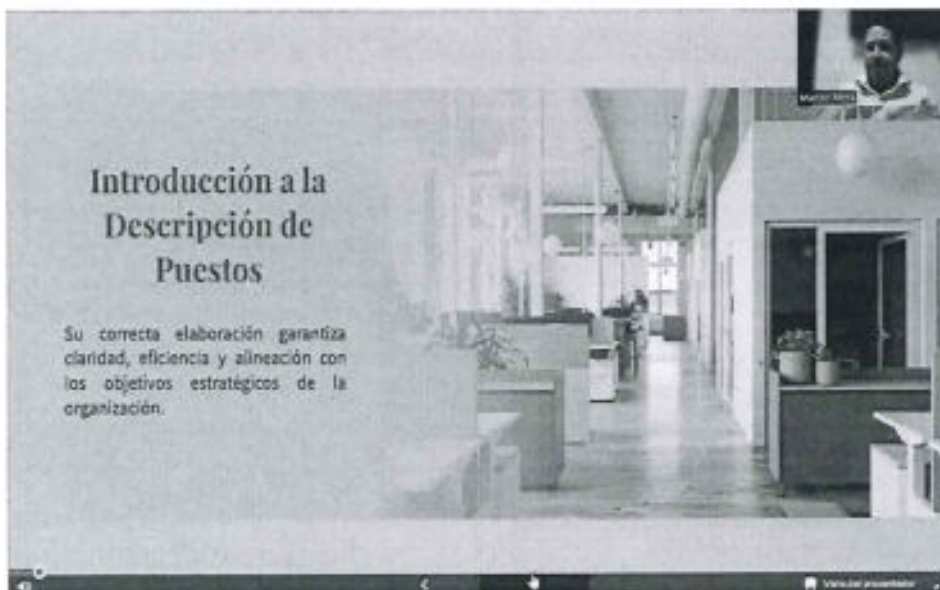 Introducción a la
Descripción de
Puestos
Su correcta elaboración garantiza
claridad, eficiencia y alineación con
los objetivos estratégicos de la
organización.